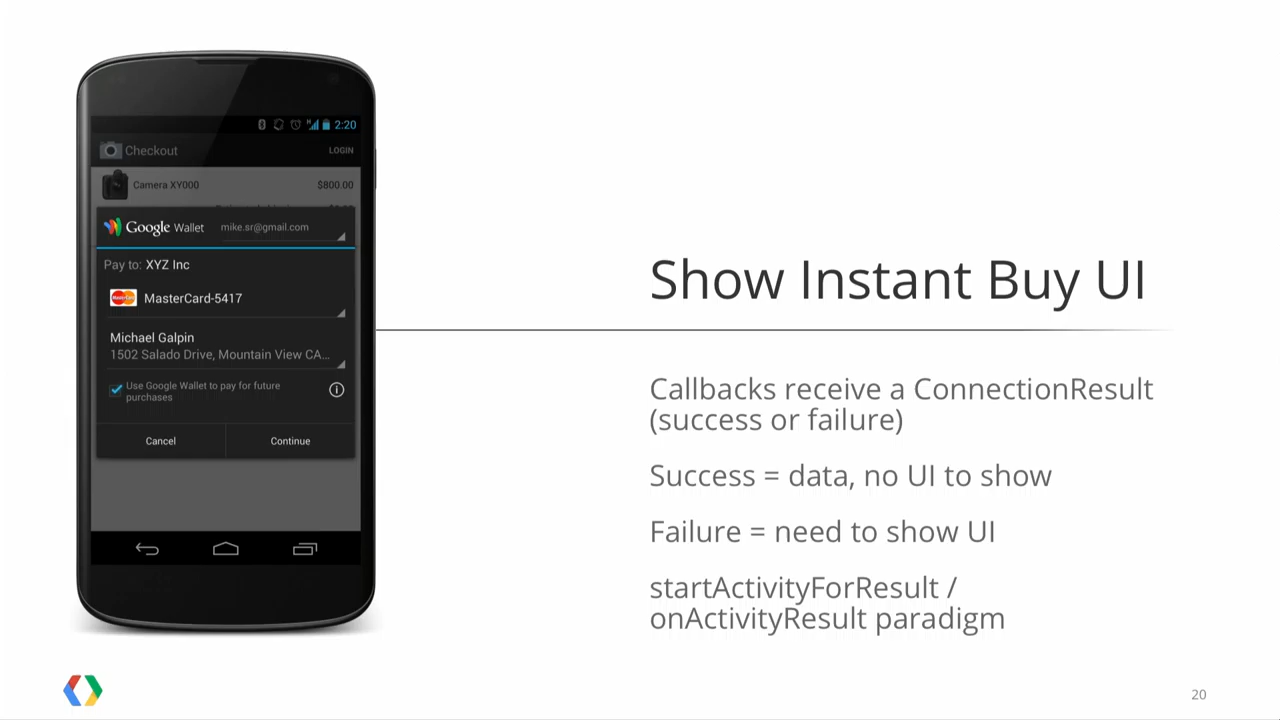 2:20
Checkout
LOGIN
Camera XY000
$800.00
Google Wallet
mike.sr@gmail.com
Pay to: XYZ Inc
MasterCard
MasterCard-5417
Michael Galpin
1502 Salado Drive, Mountain View CA...
Use Google Wallet to pay for future
purchases
Cancel
Continue
Show Instant Buy UI
Callbacks receive a ConnectionResult
(success or failure)
Success = data, no UI to show
Failure = need to show UI
startActivityForResult /
onActivityResult paradigm
20